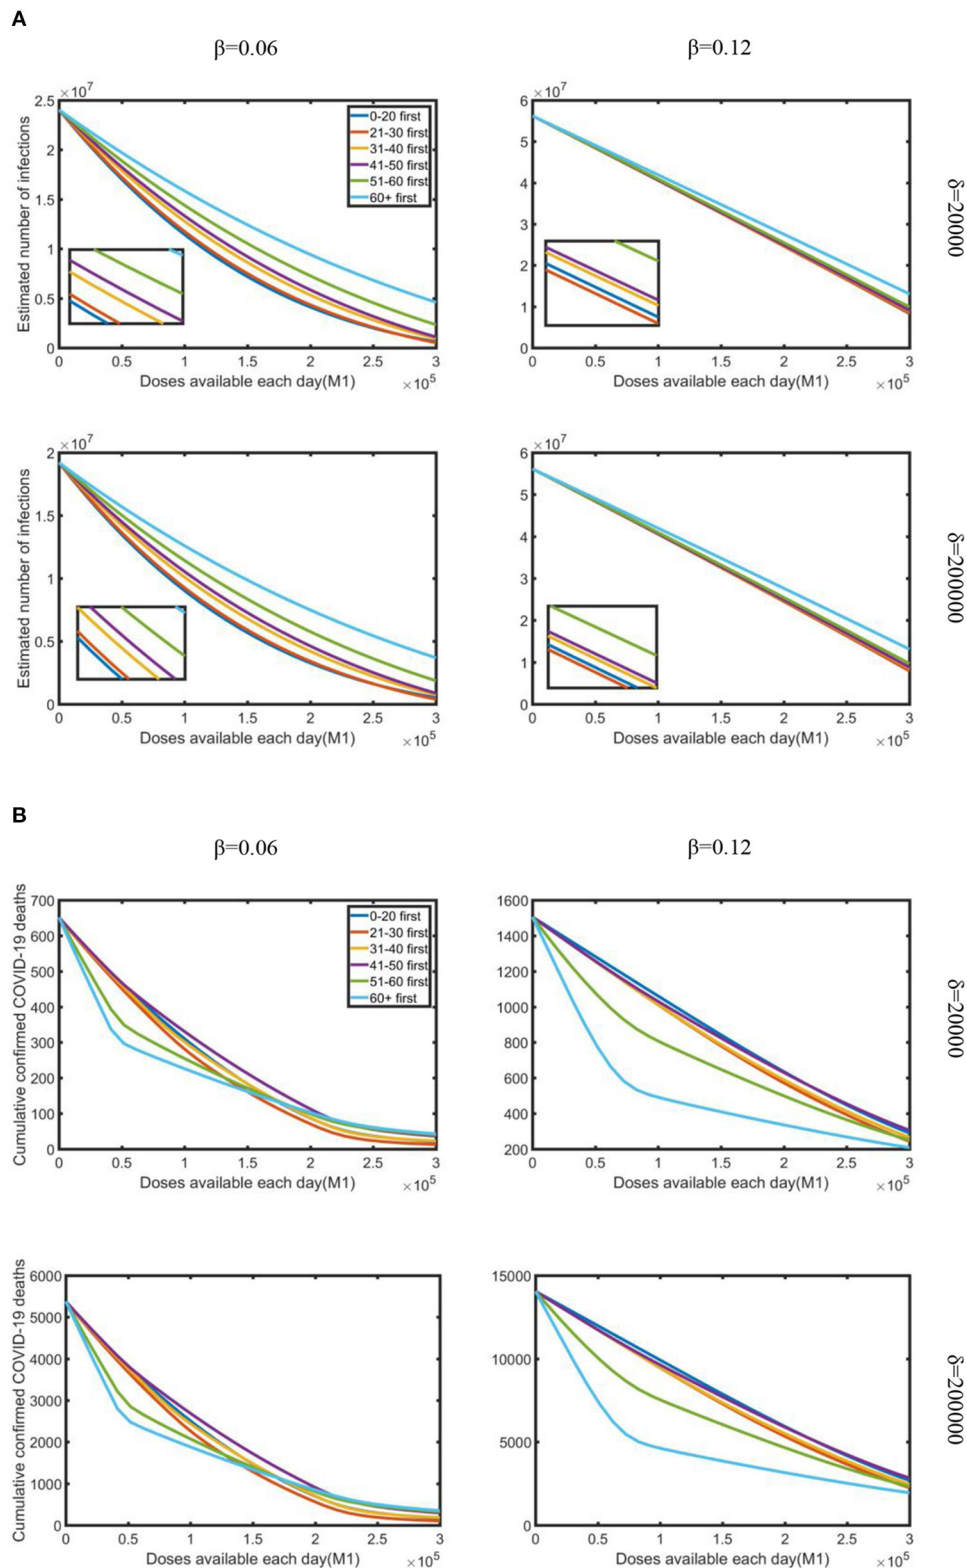 A
β=0.06
β=0.12
×10^7
2.5
2
1.5
1
0.5
0
Estimated number of infections
0-20 first
21-30 first
31-40 first
41-50 first
51-60 first
60+ first
0 0.5 1 1.5 2 2.5 3
Doses available each day(M1)
×10^5
×10^7
6
5
4
3
2
1
0
0 0.5 1 1.5 2 2.5 3
Doses available each day(M1)
×10^5
δ=20000
×10^7
2
1.5
1
0.5
0
Estimated number of infections
0 0.5 1 1.5 2 2.5 3
Doses available each day(M1)
×10^5
×10^7
6
5
4
3
2
1
0
0 0.5 1 1.5 2 2.5 3
Doses available each day(M1)
×10^5
δ=200000
B
β=0.06
β=0.12
700
600
500
400
300
200
100
0
Cumulative confirmed COVID-19 deaths
0-20 first
21-30 first
31-40 first
41-50 first
51-60 first
60+ first
0 0.5 1 1.5 2 2.5 3
Doses available each day(M1)
×10^5
1600
1400
1200
1000
800
600
400
200
0 0.5 1 1.5 2 2.5 3
Doses available each day(M1)
×10^5
δ=20000
6000
5000
4000
3000
2000
1000
0
Cumulative confirmed COVID-19 deaths
0 0.5 1 1.5 2 2.5 3
Doses available each day(M1)
×10^5
15000
10000
5000
0
0 0.5 1 1.5 2 2.5 3
Doses available each day(M1)
×10^5
δ=200000